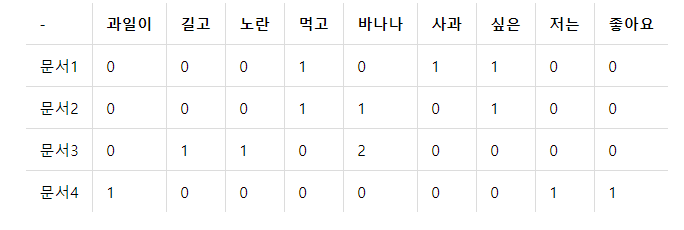 - 과일이 길고 노란 먹고 바나나 사과 싶은 저는 좋아요
문서1 0 0 0 1 0 1 1 0 0
문서2 0 0 0 1 1 0 1 0 0
문서3 0 1 1 0 2 0 0 0 0
문서4 1 0 0 0 0 0 0 1 1